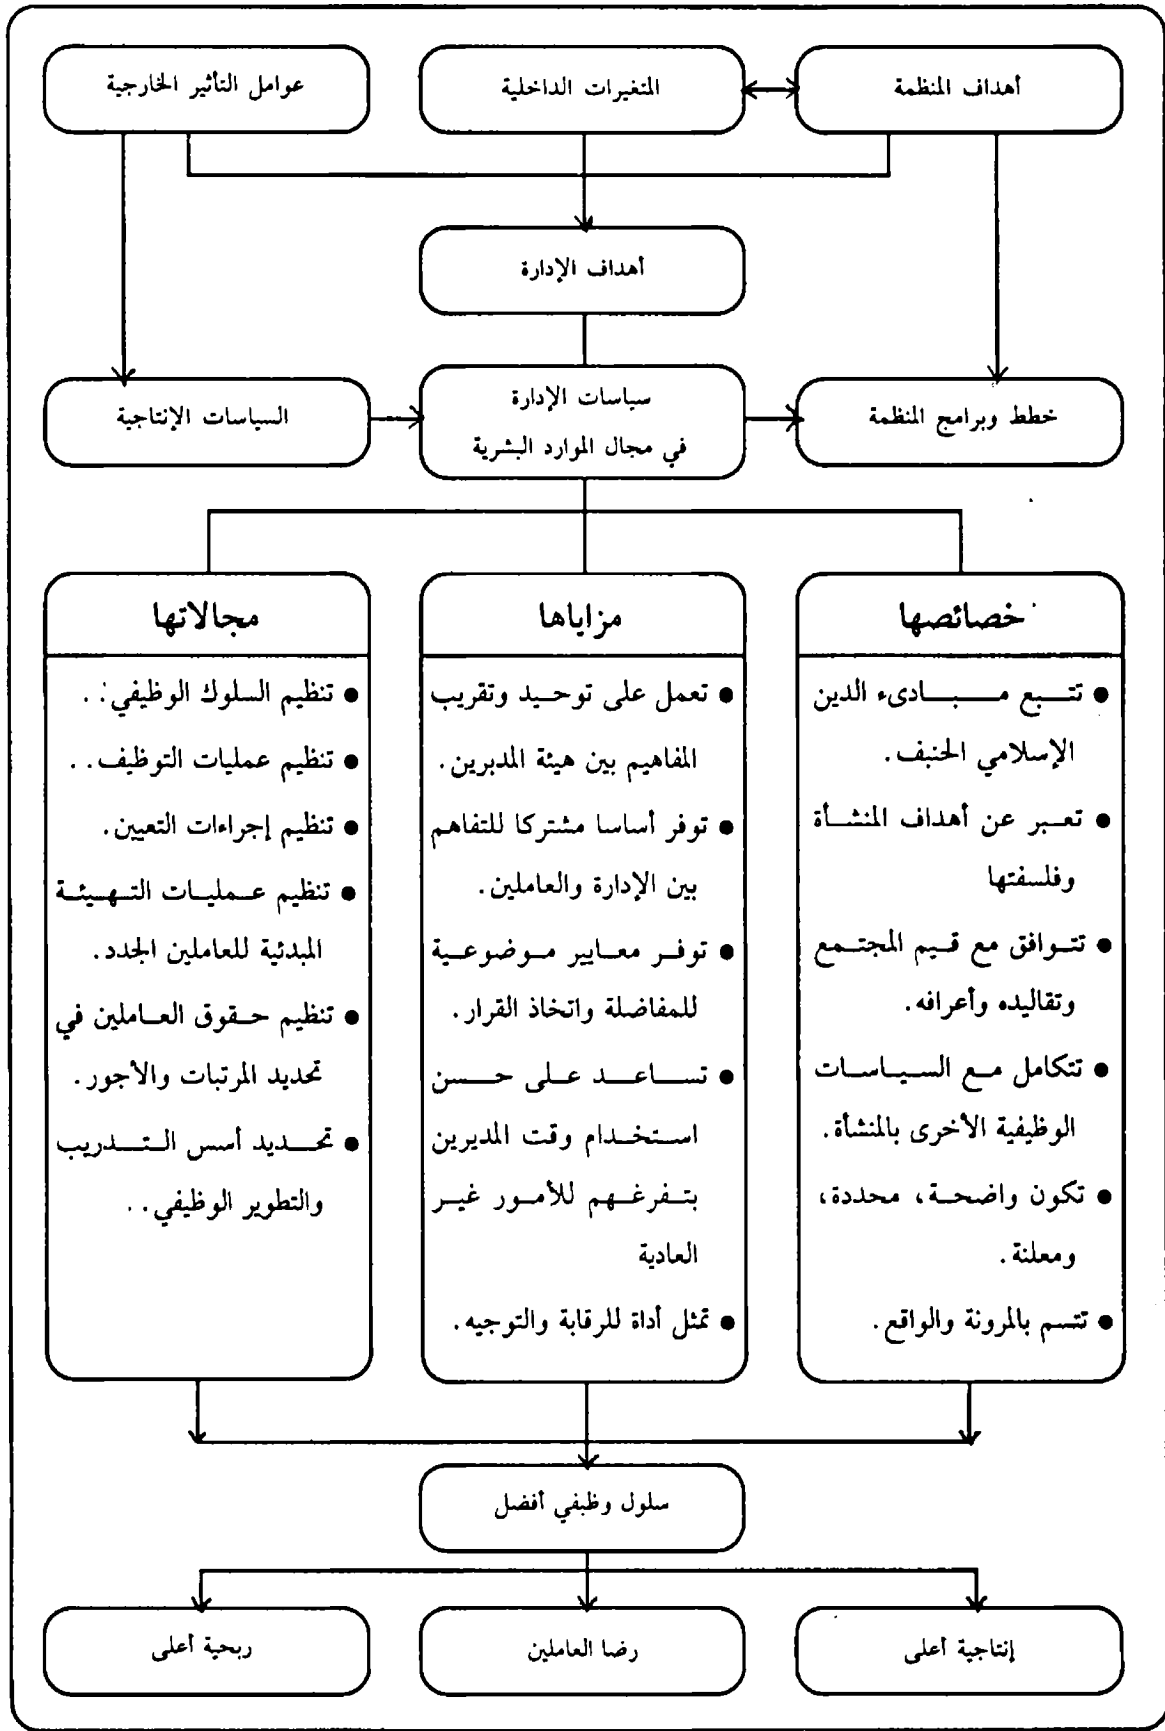 أهداف المنظمة
المتغيرات الداخلية
عوامل التأثير الخارجية
أهداف الإدارة
خطط وبرامج المنظمة
سياسات الإدارة
في مجال الموارد البشرية
السياسات الإنتاجية
خصائصها
● تتبع مبادىء الدين
الإسلامي الحنيف.
● تعبر عن أهداف المنشأة
وفلسفتها
● تتوافق مع قيم المجتمع
وتقاليده وأعرافه.
● تتكامل مع السياسات
الوظيفية الأخرى بالمنشأة.
● تكون واضحة، محددة،
ومعلنة.
● تتسم بالمرونة والواقع.
مزاياها
● تعمل على توحيد وتقريب
المفاهيم بين هيئة المديرين.
● توفر أساسا مشتركا للتفاهم
بين الإدارة والعاملين.
● توفر معايير موضوعية
للمفاضلة واتخاذ القرار.
● تساعد على حسن
استخدام وقت المديرين
بتفرغهم للأمور غير
العادية
● تمثل أداة للرقابة والتوجيه.
مجالاتها
● تنظيم السلوك الوظيفي..
● تنظيم عمليات التوظيف..
● تنظيم إجراءات التعيين.
● تنظيم عمليات التهيئة
المبدئية للعاملين الجدد.
● تنظيم حقوق العاملين في
تحديد المرتبات والأجور.
● تحديد أسس التدريب
والتطوير الوظيفي..
سلول وظيفي أفضل
إنتاجية أعلى
رضا العاملين
ربحية أعلى